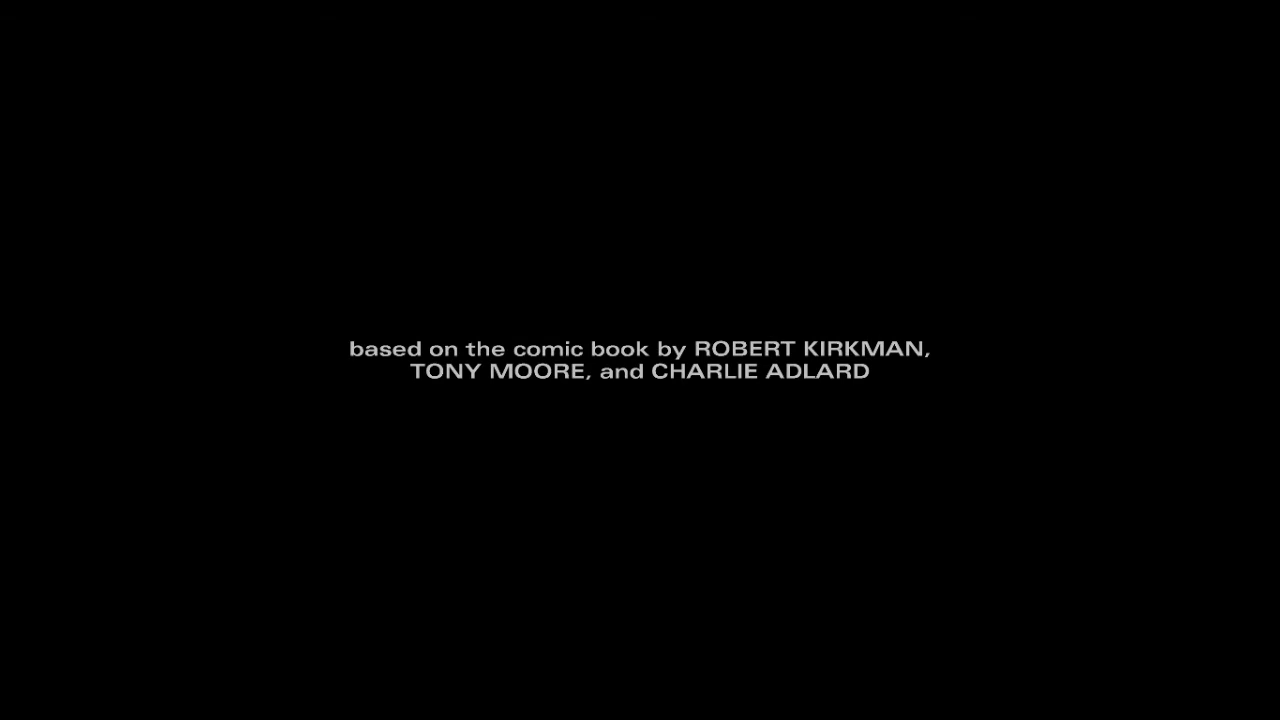 based on the comic book by ROBERT KIRKMAN,
TONY MOORE, and CHARLIE ADLARD